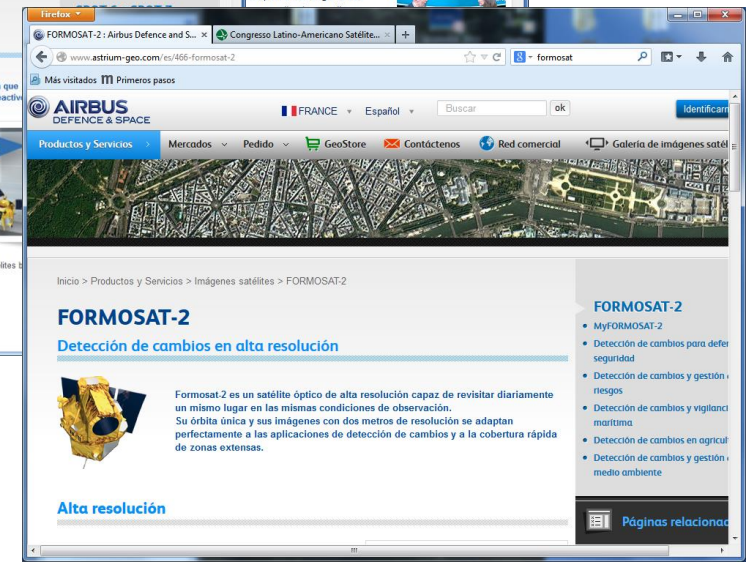 Firefox
FORMOSAT-2 : Airbus Defence and S...
Congresso Latino-Americano Satélite...
www.astrium-geo.com/es/466-formosat-2
formosat
Más visitados
Primeros pasos
AIRBUS
DEFENCE & SPACE
FRANCE
Español
Buscar
ok
Identificarn
Productos y Servicios
Mercados
Pedido
GeoStore
Contáctenos
Red comercial
Galería de imágenes satél
Inicio > Productos y Servicios > Imágenes satélites > FORMOSAT-2
FORMOSAT-2
Detección de cambios en alta resolución
Formosat-2 es un satélite óptico de alta resolución capaz de revisitar diariamente
un mismo lugar en las mismas condiciones de observación.
Su órbita única y sus imágenes con dos metros de resolución se adaptan
perfectamente a las aplicaciones de detección de cambios y a la cobertura rápida
de zonas extensas.
Alta resolución
FORMOSAT-2
MyFORMOSAT-2
Detección de cambios para defen
seguridad
Detección de cambios y gestión
riesgos
Detección de cambios y vigilanci
marítima
Detección de cambios en agricult
Detección de cambios y gestión
medio ambiente
Páginas relacionad
que